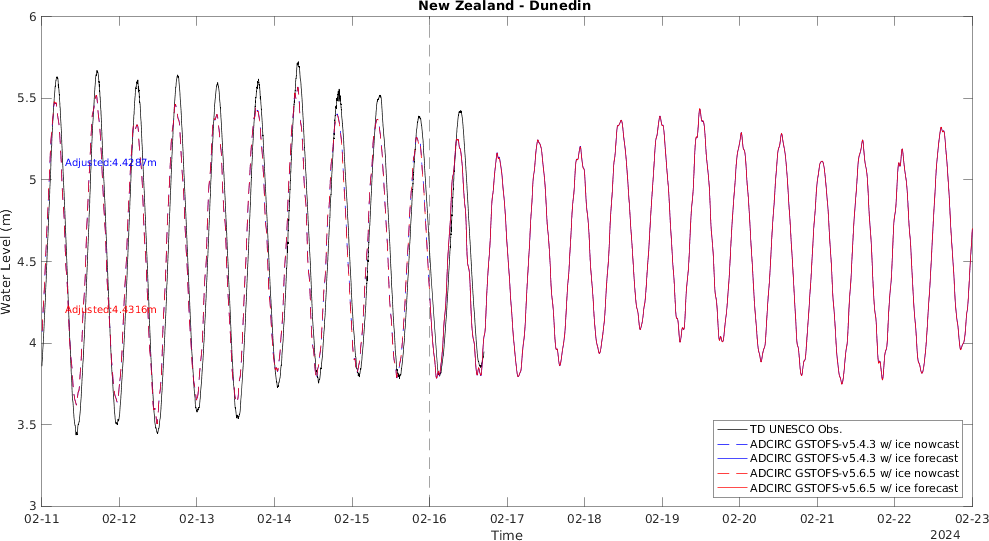 New Zealand - Dunedin
6
5.5
5
4.5
4
3.5
3
Water Level (m)
Adjusted:4.4287m
Adjusted:4.4316m
TD UNESCO Obs.
ADCIRC GSTOFS-v5.4.3 w/ ice nowcast
ADCIRC GSTOFS-v5.4.3 w/ ice forecast
ADCIRC GSTOFS-v5.6.5 w/ ice nowcast
ADCIRC GSTOFS-v5.6.5 w/ ice forecast
02-11 02-12 02-13 02-14 02-15 02-16 02-17 02-18 02-19 02-20 02-21 02-22 02-23
Time
2024